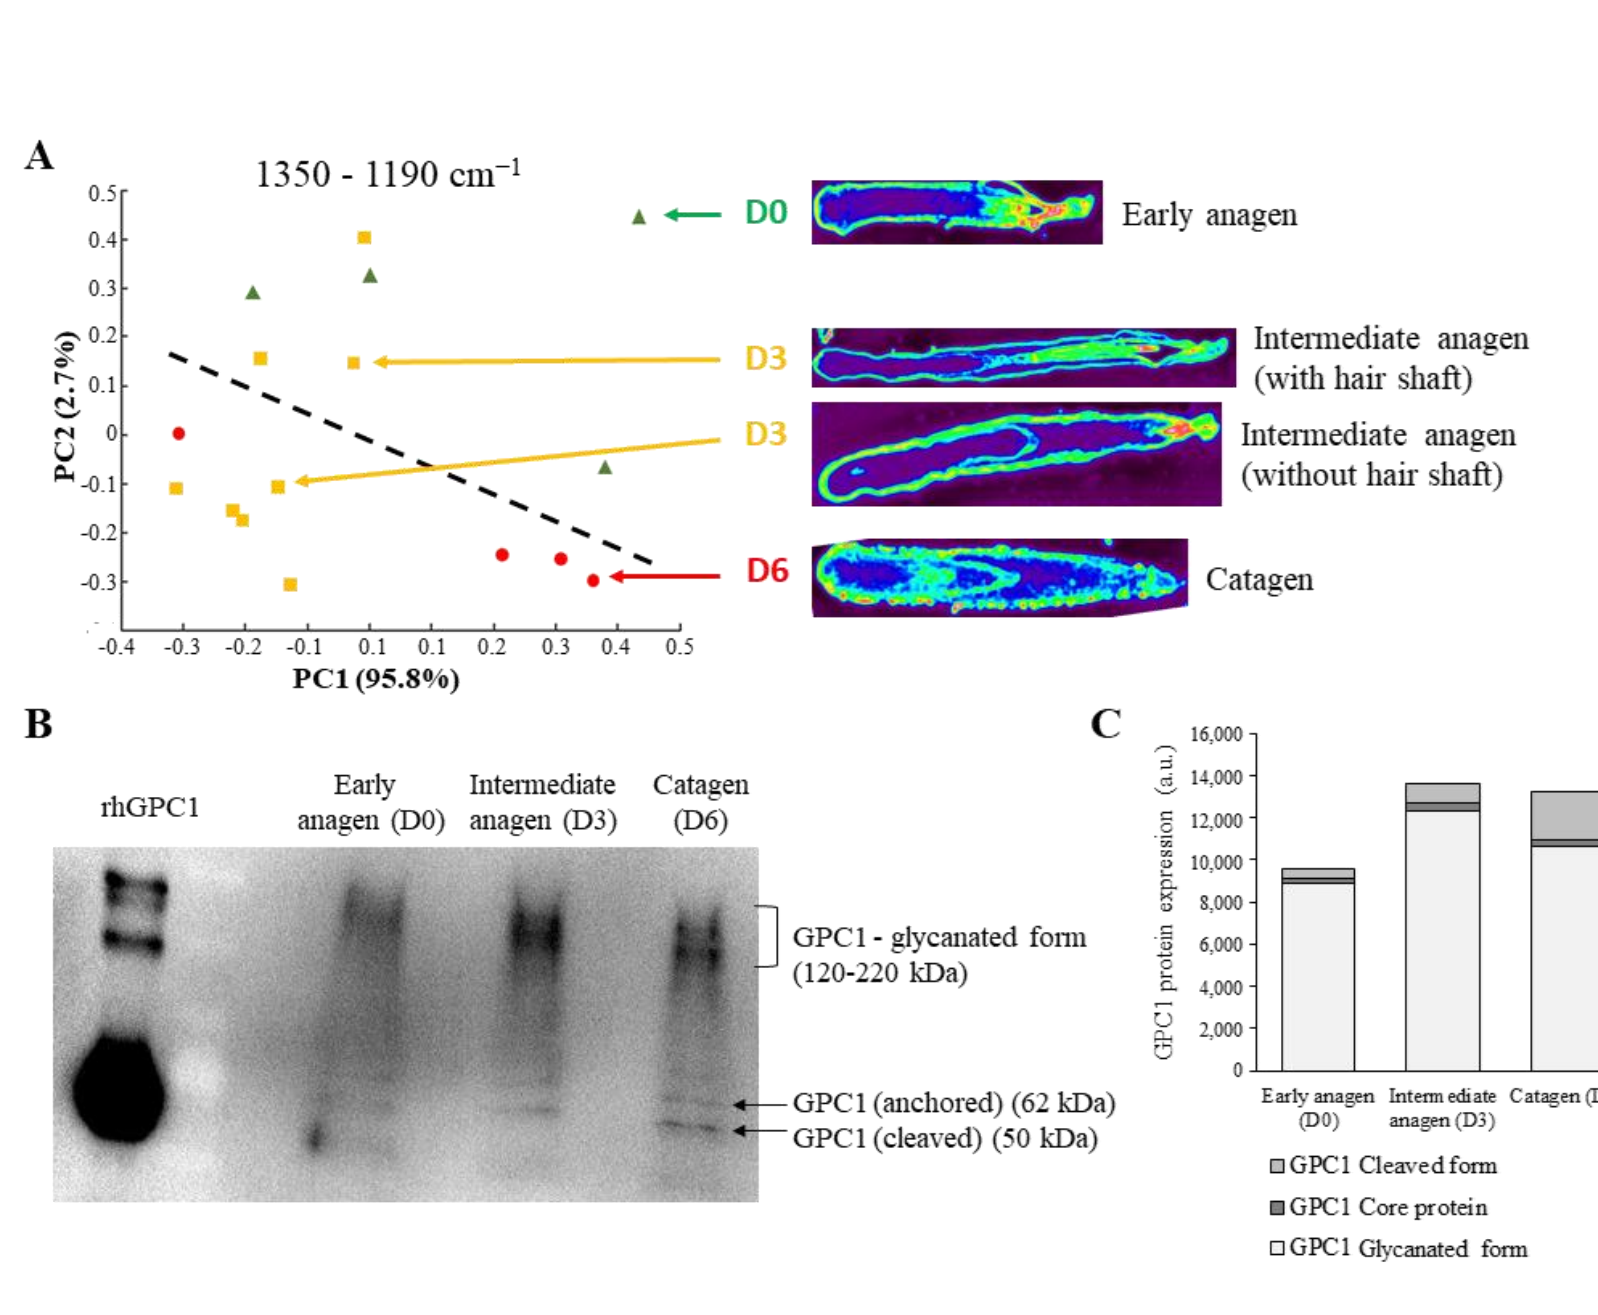 A
1350 - 1190 cm⁻¹
0.5
0.4
0.3
0.2
0.1
0
-0.1
-0.2
-0.3
PC2 (2.7%)
-0.4 -0.3 -0.2 -0.1 0.1 0.1 0.2 0.3 0.4 0.5
PC1 (95.8%)
D0
Early anagen
D3
Intermediate anagen
(with hair shaft)
D3
Intermediate anagen
(without hair shaft)
D6
Catagen
B
rhGPC1
Early
anagen (D0)
Intermediate
anagen (D3)
Catagen
(D6)
GPC1 - glycanated form
(120-220 kDa)
GPC1 (anchored) (62 kDa)
GPC1 (cleaved) (50 kDa)
C
GPC1 protein expression (a.u.)
16,000
14,000
12,000
10,000
8,000
6,000
4,000
2,000
0
Early anagen
(D0)
Intermediate
anagen (D3)
Catagen (
GPC1 Cleaved form
GPC1 Core protein
GPC1 Glycanated form